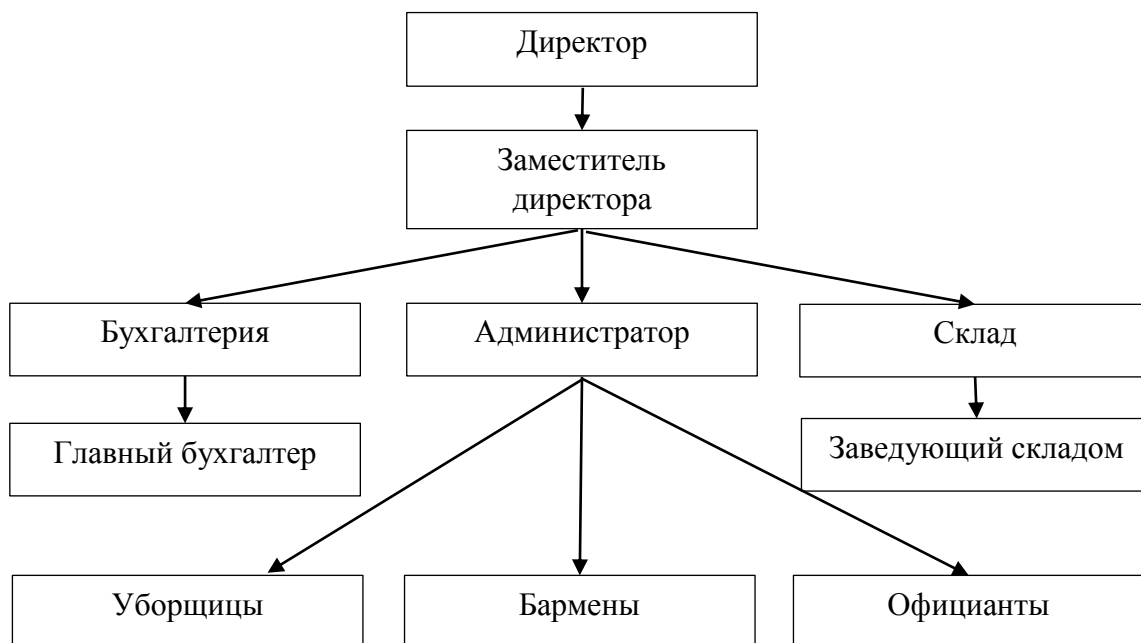 Директор
Заместитель
директора
Бухгалтерия
Администратор
Склад
Главный бухгалтер
Заведующий складом
Уборщицы
Бармены
Официанты